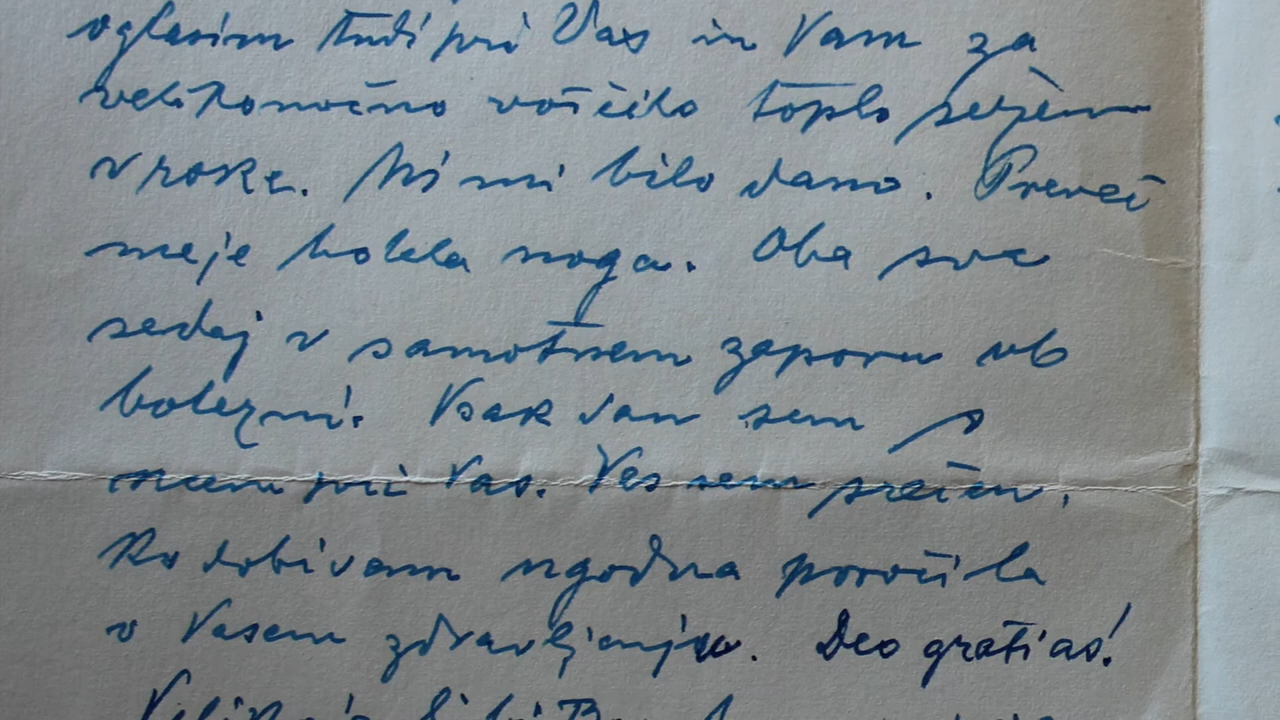 oglasim tudi pri Vas in Vam za
velikonočno voščilo toplo sežem
v roke. Ni mi bilo dano. Preveč
me je bolela noga. Oba sva
sedaj v samotnem zaporu ob
bolezni. Vsak dan sem s
srcem pri Vas. Ves sem srečen,
ko dobivam ugodna poročila
o Vašem zdravljenju. Deo gratias!